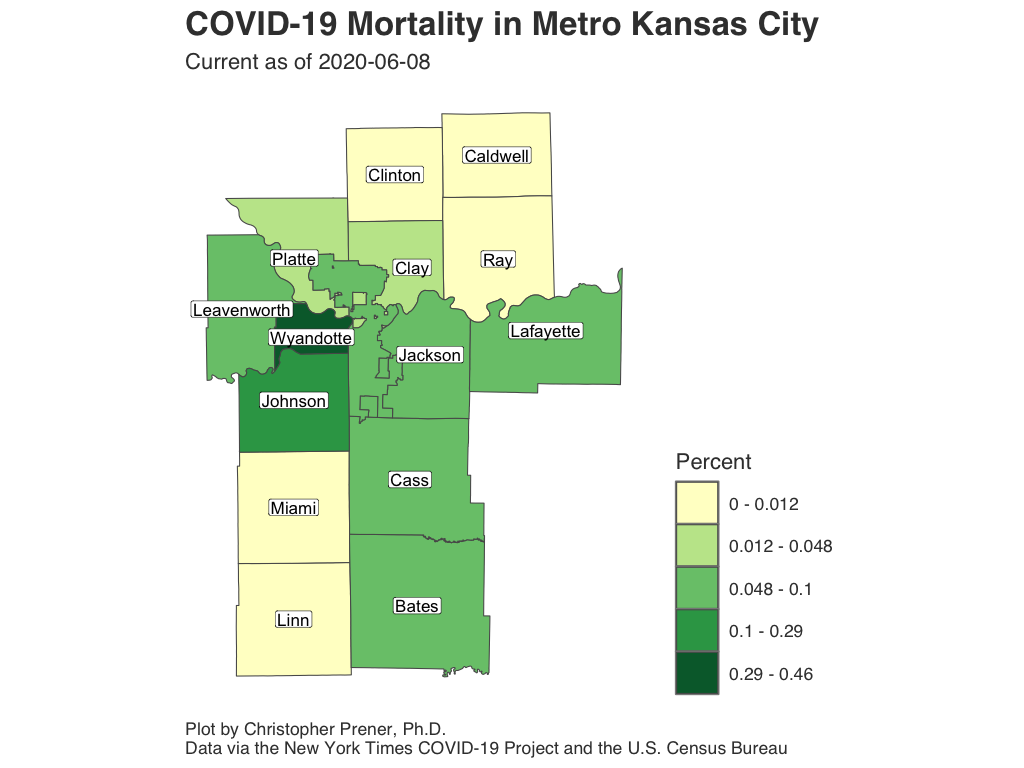 COVID-19 Mortality in Metro Kansas City
Current as of 2020-06-08
Caldwell
Clinton
Platte
Clay
Ray
Leavenworth
Wyandotte
Lafayette
Jackson
Johnson
Cass
Miami
Bates
Linn
Percent
0 - 0.012
0.012 - 0.048
0.048 - 0.1
0.1 - 0.29
0.29 - 0.46
Plot by Christopher Prener, Ph.D.
Data via the New York Times COVID-19 Project and the U.S. Census Bureau